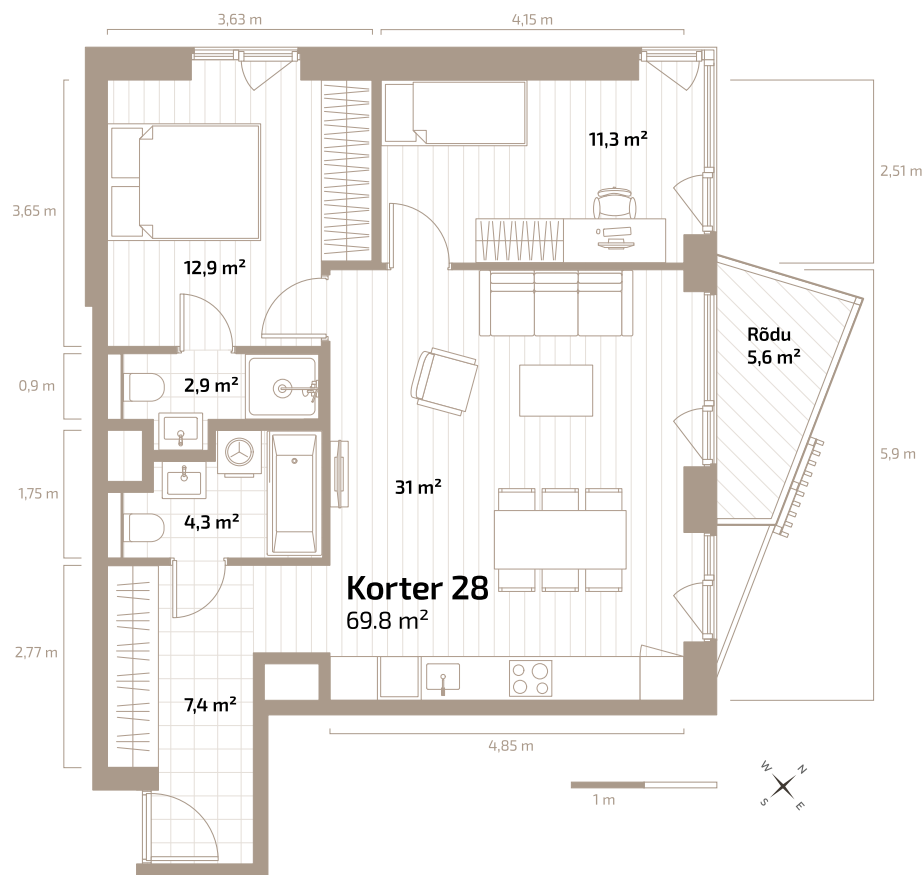 3,63 m
4,15 m
11,3 m²
2,51 m
3,65 m
12,9 m²
Rõdu
5,6 m²
0,9 m
2,9 m²
5,9 m
1,75 m
31 m²
4,3 m²
Korter 28
69.8 m²
2,77 m
7,4 m²
4,85 m
1 m
W
N
S
E